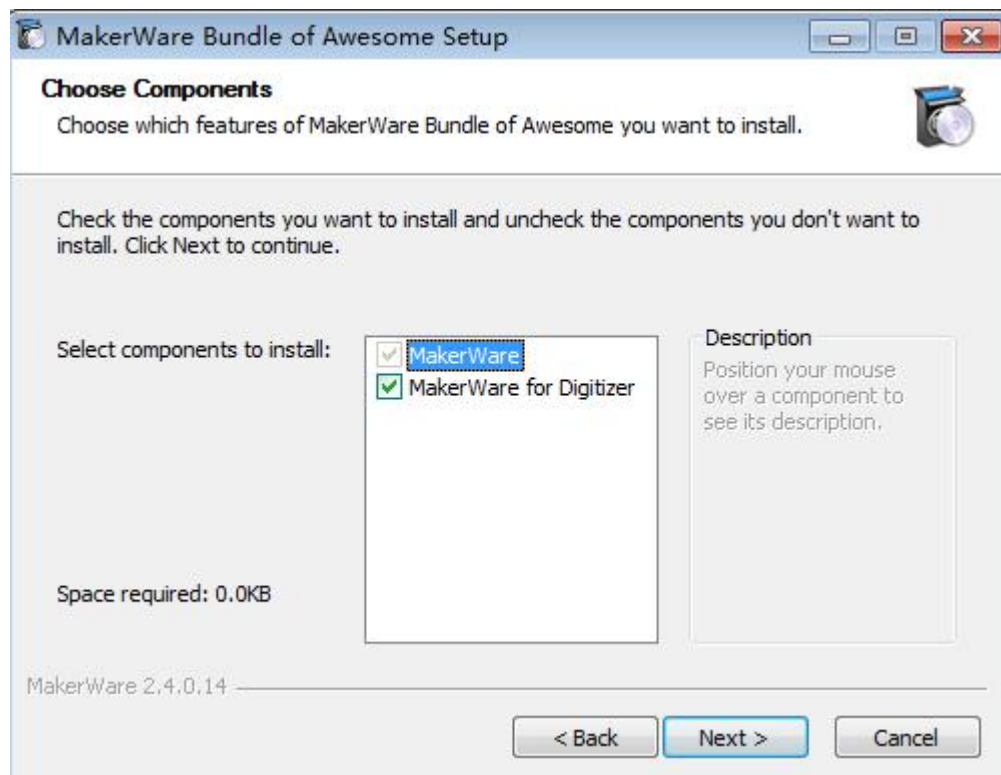 MakerWare Bundle of Awesome Setup
Choose Components
Choose which features of MakerWare Bundle of Awesome you want to install.
Check the components you want to install and uncheck the components you don't want to
install. Click Next to continue.
Select components to install:
MakerWare
MakerWare for Digitizer
Description
Position your mouse
over a component to
see its description.
Space required: 0.0KB
MakerWare 2.4.0.14
< Back
Next >
Cancel